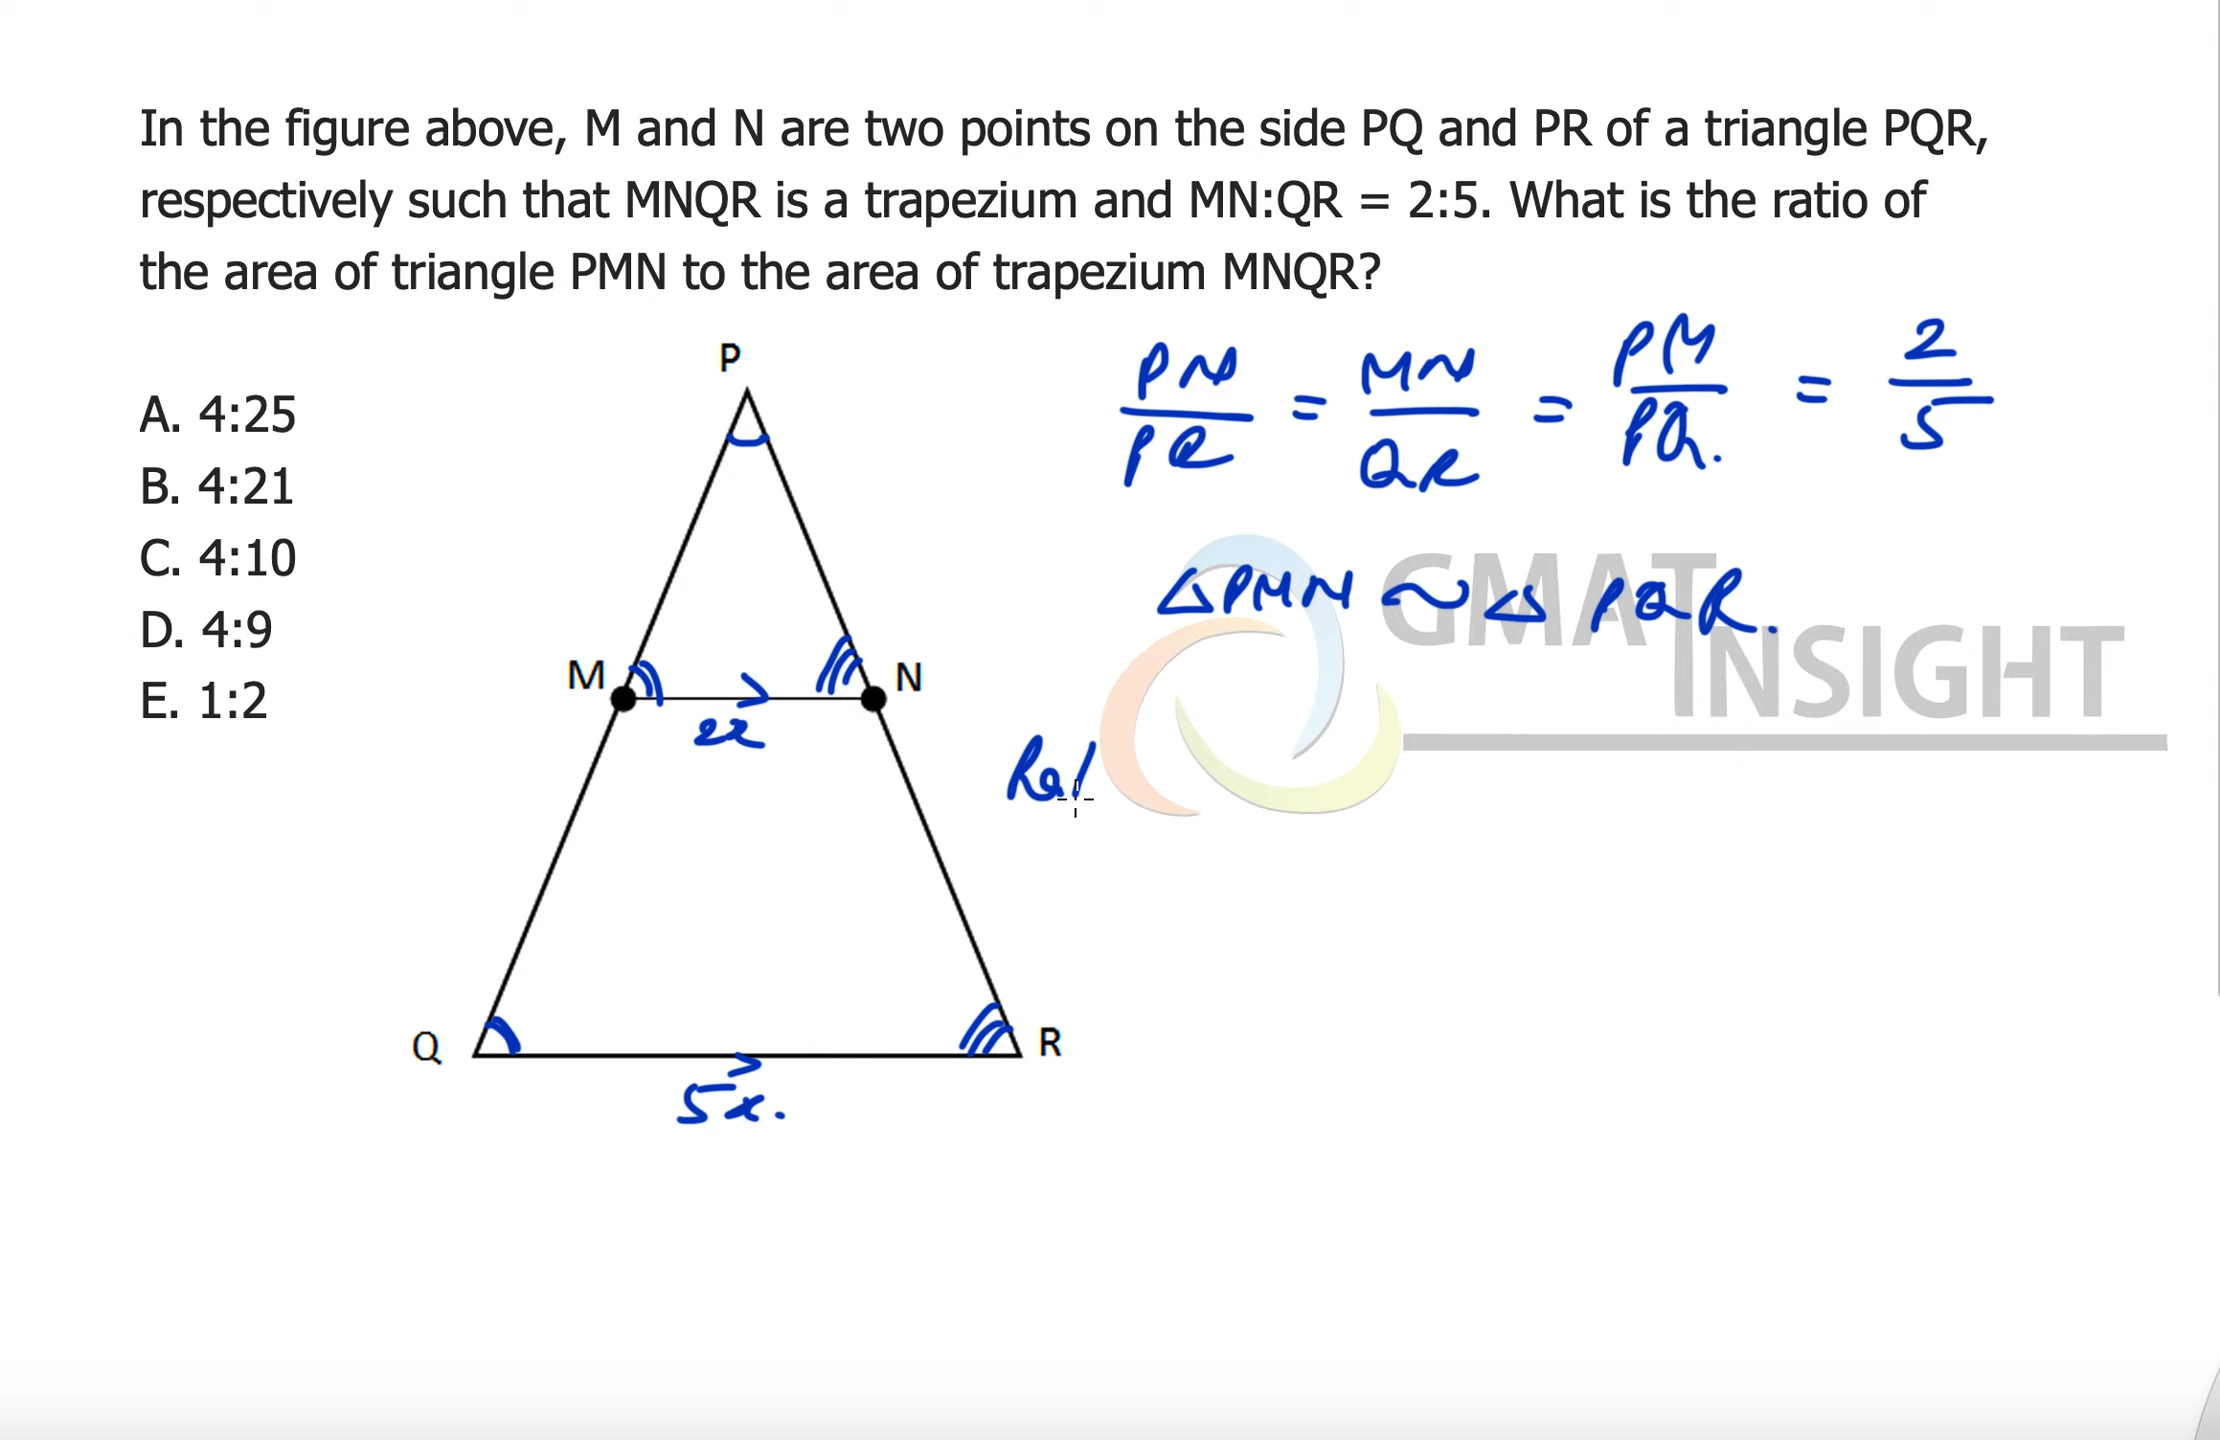 In the figure above, M and N are two points on the side PQ and PR of a triangle PQR,
respectively such that MNQR is a trapezium and MN:QR = 2:5. What is the ratio of
the area of triangle PMN to the area of trapezium MNQR?
A. 4:25
B. 4:21
C. 4:10
D. 4:9
E. 1:2
P
M
N
2x
Q
R
5x.
PN/PR = MN/QR = PM/PQ. = 2/5
△PMN ~ △PQR.
GMAT
INSIGHT